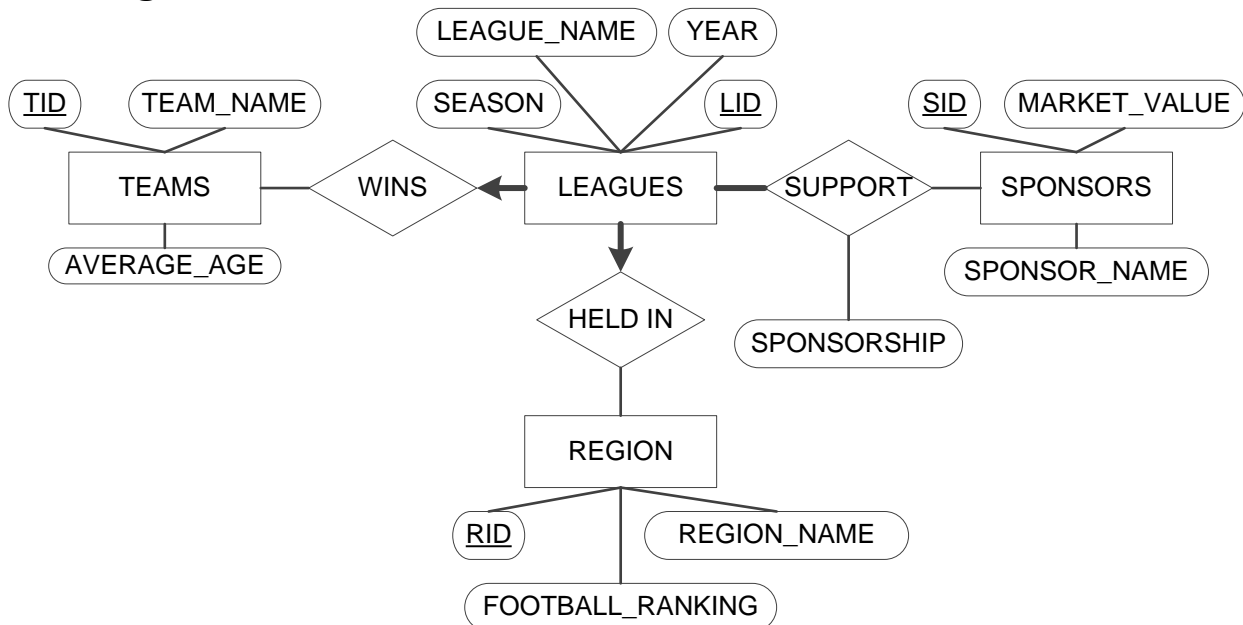 LEAGUE_NAME
YEAR
TID
TEAM_NAME
SEASON
LID
SID
MARKET_VALUE
TEAMS
WINS
LEAGUES
SUPPORT
SPONSORS
AVERAGE_AGE
SPONSOR_NAME
HELD IN
SPONSORSHIP
REGION
RID
REGION_NAME
FOOTBALL_RANKING